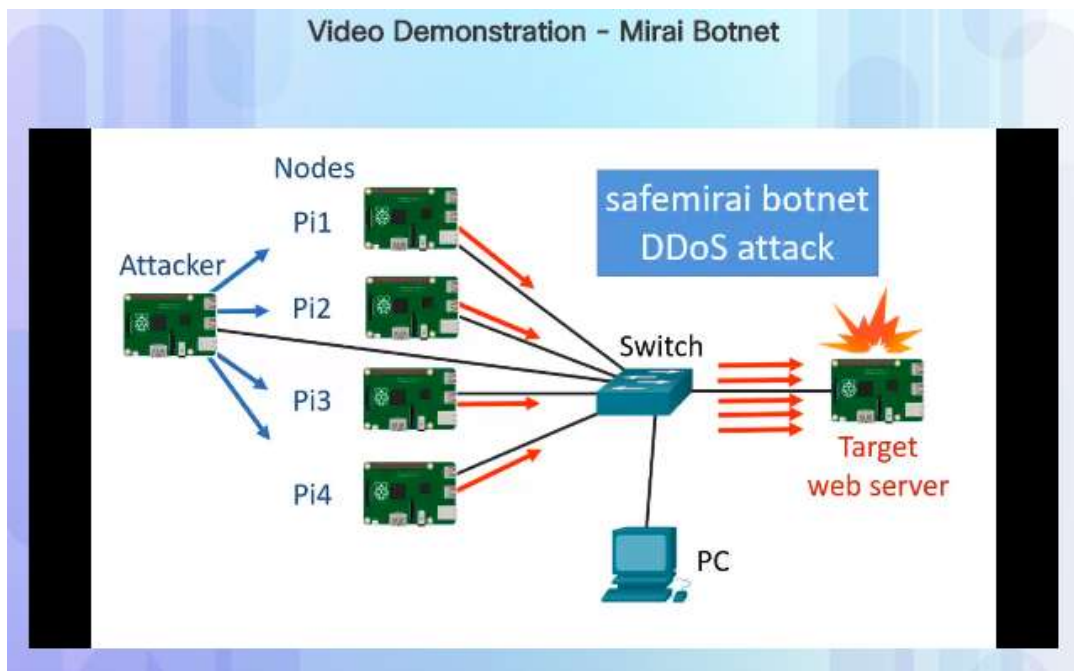 Video Demonstration - Mirai Botnet
Nodes
Pi1
safemirai botnet
DDoS attack
Attacker
Pi2
Switch
Pi3
Target
web server
Pi4
PC